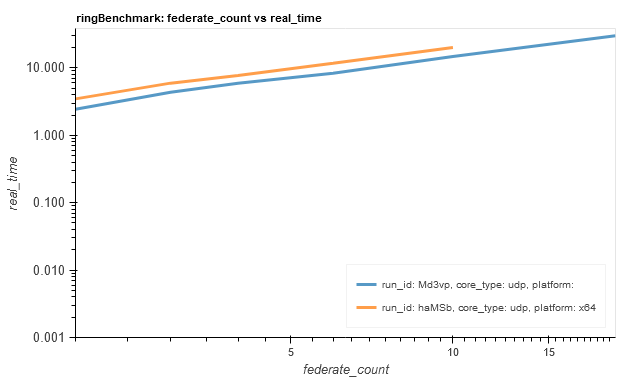 ringBenchmark: federate_count vs real_time
10.000
1.000
0.100
0.010
0.001
real_time
run_id: Md3vp, core_type: udp, platform:
run_id: haMSb, core_type: udp, platform: x64
5
10
15
federate_count